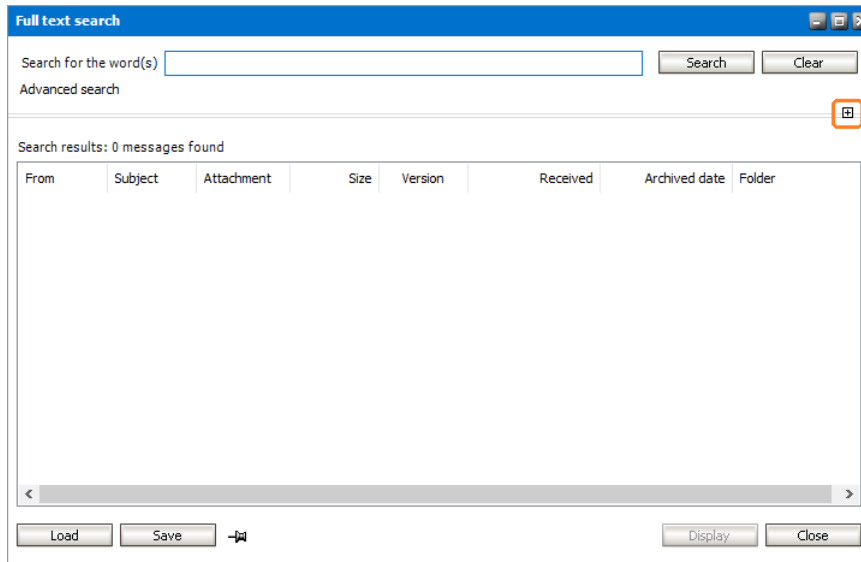 Full text search
Search for the word(s) Search Clear
Advanced search
Search results: 0 messages found
From Subject Attachment Size Version Received Archived date Folder
Load Save Display Close